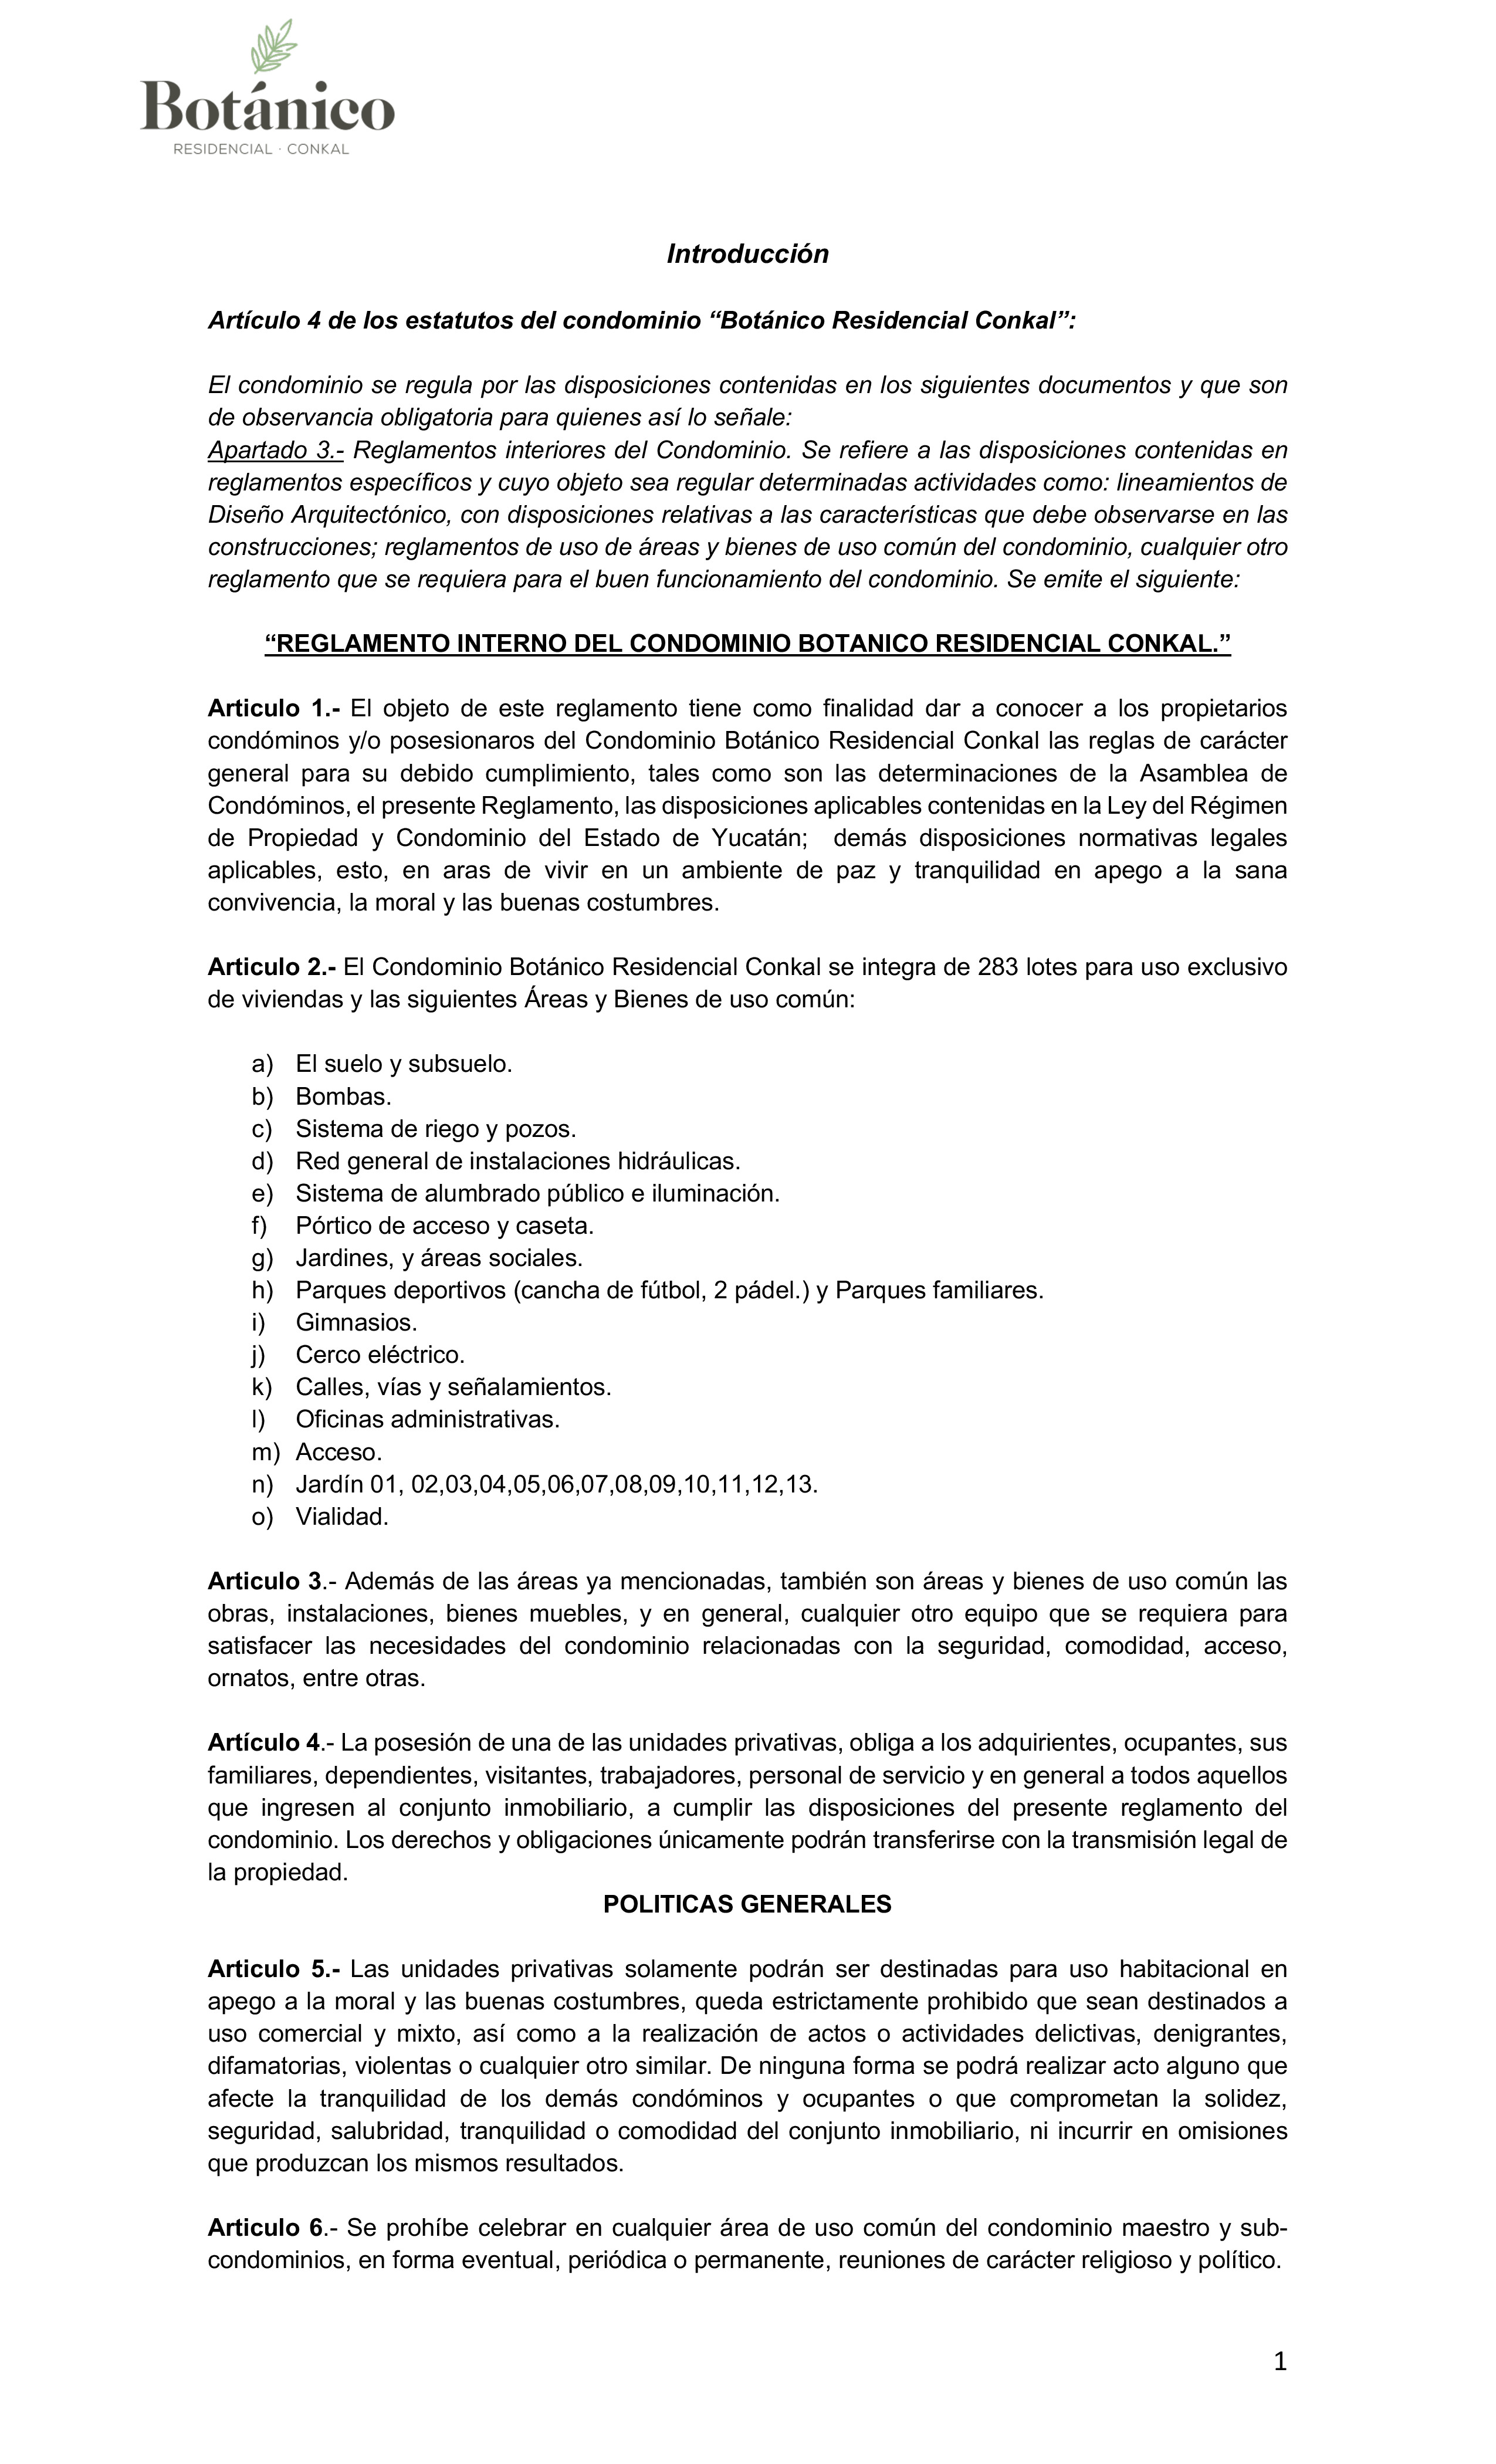 Botánico
RESIDENCIAL · CONKAL
Introducción
Artículo 4 de los estatutos del condominio “Botánico Residencial Conkal”:
El condominio se regula por las disposiciones contenidas en los siguientes documentos y que son
de observancia obligatoria para quienes así lo señale:
Apartado 3.- Reglamentos interiores del Condominio. Se refiere a las disposiciones contenidas en
reglamentos específicos y cuyo objeto sea regular determinadas actividades como: lineamientos de
Diseño Arquitectónico, con disposiciones relativas a las características que debe observarse en las
construcciones; reglamentos de uso de áreas y bienes de uso común del condominio, cualquier otro
reglamento que se requiera para el buen funcionamiento del condominio. Se emite el siguiente:
“REGLAMENTO INTERNO DEL CONDOMINIO BOTANICO RESIDENCIAL CONKAL.”
Articulo 1.- El objeto de este reglamento tiene como finalidad dar a conocer a los propietarios
condóminos y/o posesionaros del Condominio Botánico Residencial Conkal las reglas de carácter
general para su debido cumplimiento, tales como son las determinaciones de la Asamblea de
Condóminos, el presente Reglamento, las disposiciones aplicables contenidas en la Ley del Régimen
de Propiedad y Condominio del Estado de Yucatán; demás disposiciones normativas legales
aplicables, esto, en aras de vivir en un ambiente de paz y tranquilidad en apego a la sana
convivencia, la moral y las buenas costumbres.
Articulo 2.- El Condominio Botánico Residencial Conkal se integra de 283 lotes para uso exclusivo
de viviendas y las siguientes Áreas y Bienes de uso común:
a) El suelo y subsuelo.
b) Bombas.
c) Sistema de riego y pozos.
d) Red general de instalaciones hidráulicas.
e) Sistema de alumbrado público e iluminación.
f) Pórtico de acceso y caseta.
g) Jardines, y áreas sociales.
h) Parques deportivos (cancha de fútbol, 2 pádel.) y Parques familiares.
i) Gimnasios.
j) Cerco eléctrico.
k) Calles, vías y señalamientos.
l) Oficinas administrativas.
m) Acceso.
n) Jardín 01, 02,03,04,05,06,07,08,09,10,11,12,13.
o) Vialidad.
Articulo 3.- Además de las áreas ya mencionadas, también son áreas y bienes de uso común las
obras, instalaciones, bienes muebles, y en general, cualquier otro equipo que se requiera para
satisfacer las necesidades del condominio relacionadas con la seguridad, comodidad, acceso,
ornatos, entre otras.
Artículo 4.- La posesión de una de las unidades privativas, obliga a los adquirientes, ocupantes, sus
familiares, dependientes, visitantes, trabajadores, personal de servicio y en general a todos aquellos
que ingresen al conjunto inmobiliario, a cumplir las disposiciones del presente reglamento del
condominio. Los derechos y obligaciones únicamente podrán transferirse con la transmisión legal de
la propiedad.
POLITICAS GENERALES
Articulo 5.- Las unidades privativas solamente podrán ser destinadas para uso habitacional en
apego a la moral y las buenas costumbres, queda estrictamente prohibido que sean destinados a
uso comercial y mixto, así como a la realización de actos o actividades delictivas, denigrantes,
difamatorias, violentas o cualquier otro similar. De ninguna forma se podrá realizar acto alguno que
afecte la tranquilidad de los demás condóminos y ocupantes o que comprometan la solidez,
seguridad, salubridad, tranquilidad o comodidad del conjunto inmobiliario, ni incurrir en omisiones
que produzcan los mismos resultados.
Articulo 6.- Se prohíbe celebrar en cualquier área de uso común del condominio maestro y sub-
condominios, en forma eventual, periódica o permanente, reuniones de carácter religioso y político.
1